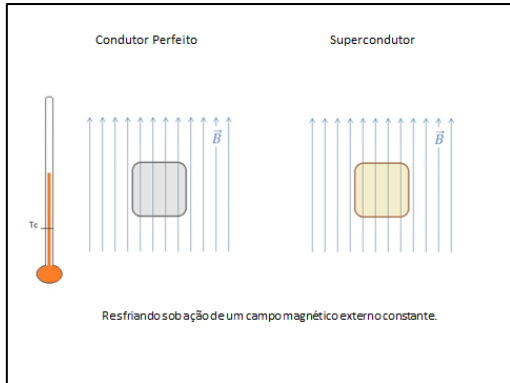 Condutor Perfeito
Supercondutor
B
B
Tc
Resfriando sob ação de um campo magnético externo constante.